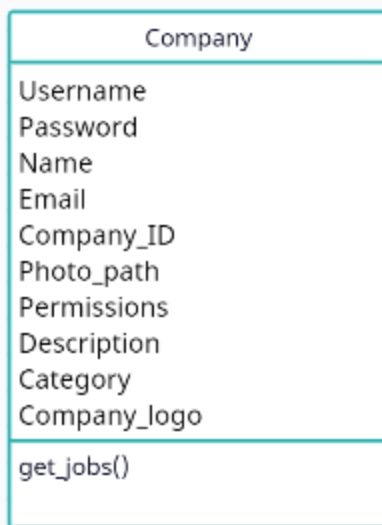 Company
Username
Password
Name
Email
Company_ID
Photo_path
Permissions
Description
Category
Company_logo
get_jobs()